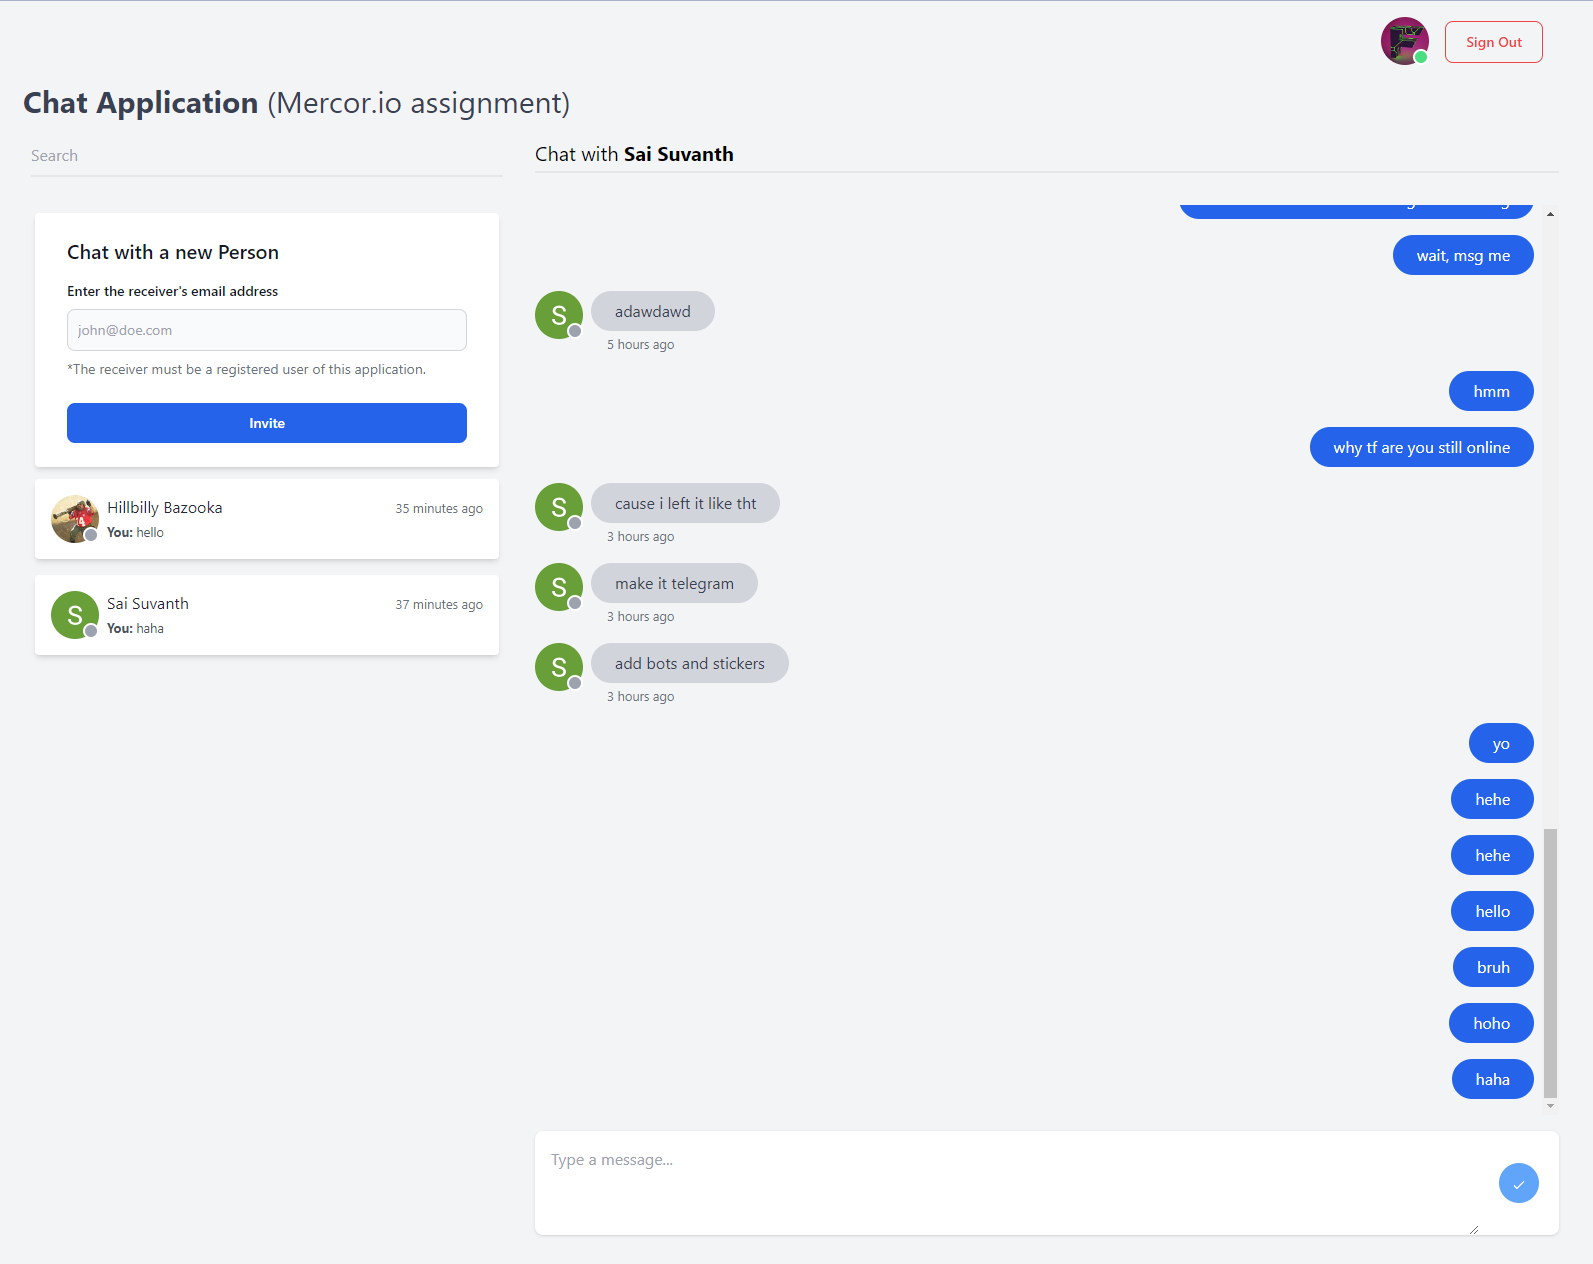 Sign Out
Chat Application (Mercor.io assignment)
Search
Chat with a new Person
Enter the receiver's email address
john@doe.com
*The receiver must be a registered user of this application.
Invite
Hillbilly Bazooka
35 minutes ago
You: hello
S
Sai Suvanth
37 minutes ago
You: haha
Chat with Sai Suvanth
wait, msg me
S
adawdawd
5 hours ago
hmm
why tf are you still online
S
cause i left it like tht
3 hours ago
S
make it telegram
3 hours ago
S
add bots and stickers
3 hours ago
yo
hehe
hehe
hello
bruh
hoho
haha
Type a message...